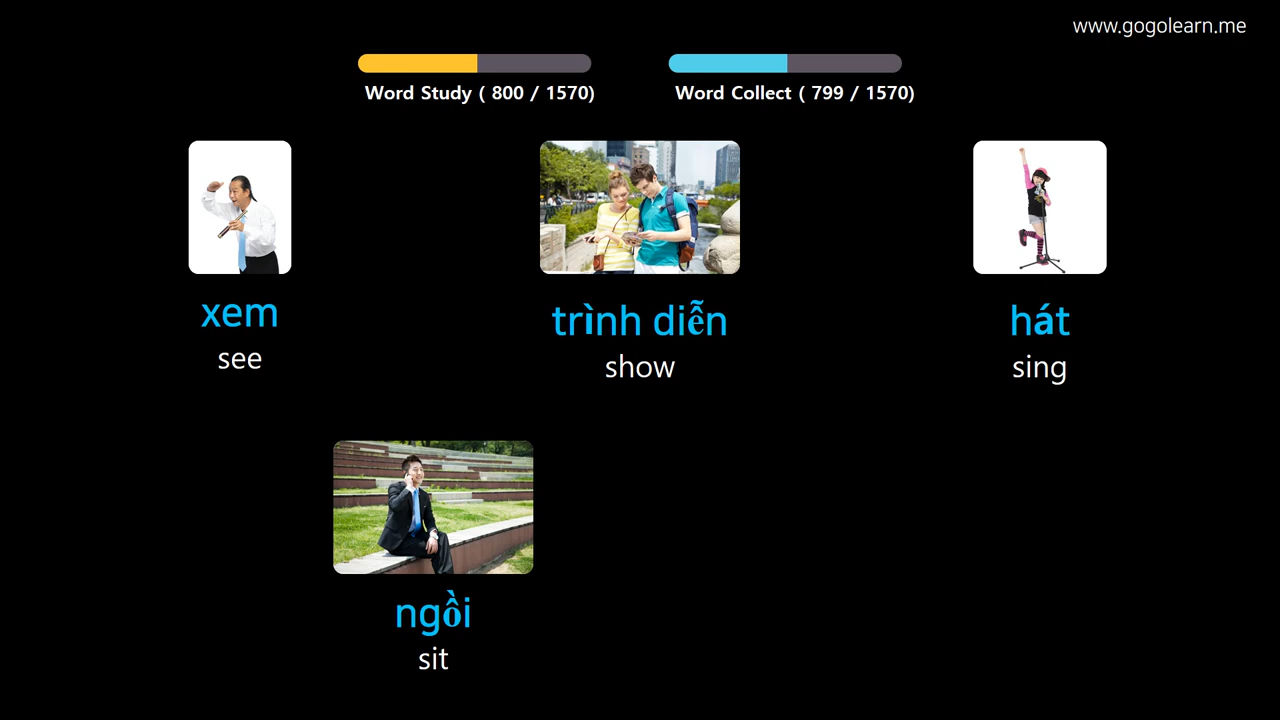 www.gogolearn.me
Word Study ( 800 / 1570)
Word Collect ( 799 / 1570)
xem
see
trình diễn
show
hát
sing
ngồi
sit